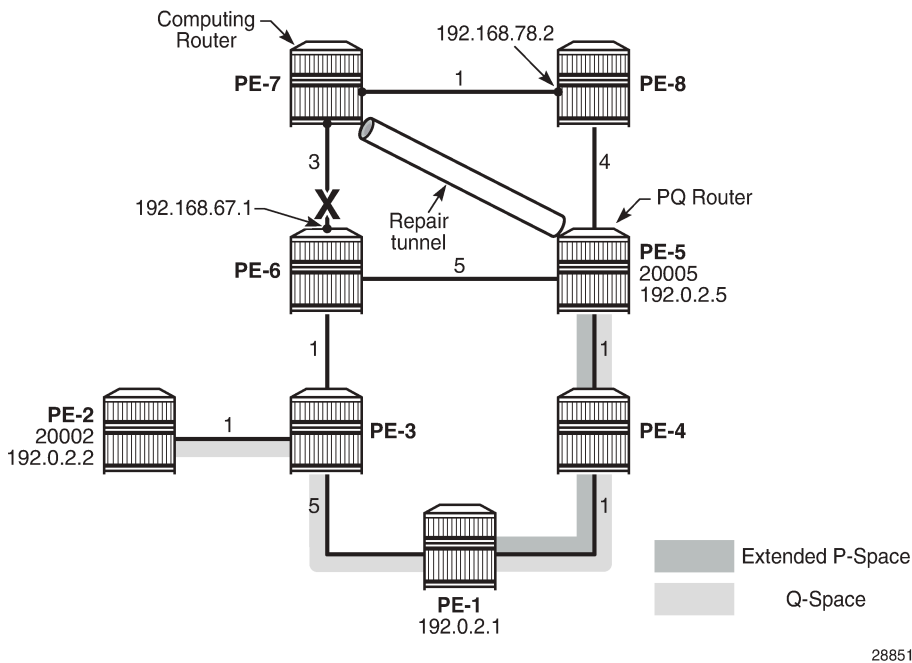 Computing
Router
192.168.78.2
PE-7
1
PE-8
3
4
192.168.67.1
X
Repair
tunnel
PQ Router
PE-6
5
PE-5
20005
192.0.2.5
1
1
PE-2
20002
192.0.2.2
1
PE-3
PE-4
5
1
PE-1
192.0.2.1
Extended P-Space
Q-Space
28851